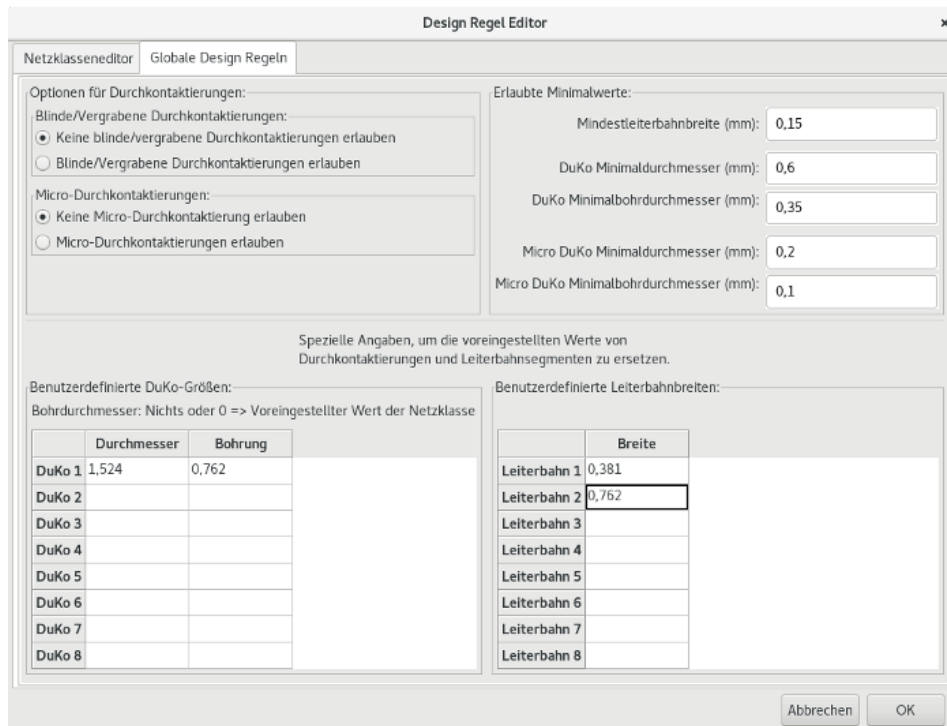 Design Regel Editor
Netzklasseneditor
Globale Design Regeln
Optionen für Durchkontaktierungen:
Blinde/Vergrabene Durchkontaktierungen:
Keine blinde/vergrabene Durchkontaktierungen erlauben
Blinde/Vergrabene Durchkontaktierungen erlauben
Micro-Durchkontaktierungen:
Keine Micro-Durchkontaktierung erlauben
Micro-Durchkontaktierungen erlauben
Erlaubte Minimalwerte:
Mindestleiterbahnbreite (mm): 0,15
DuKo Minimaldurchmesser (mm): 0,6
DuKo Minimalbohrdurchmesser (mm): 0,35
Micro DuKo Minimaldurchmesser (mm): 0,2
Micro DuKo Minimalbohrdurchmesser (mm): 0,1
Spezielle Angaben, um die voreingestellten Werte von
Durchkontaktierungen und Leiterbahnsegmenten zu ersetzen.
Benutzerdefinierte DuKo-Größen:
Bohrdurchmesser: Nichts oder 0 => Voreingestellter Wert der Netzklasse
Durchmesser Bohrung
DuKo 1 1,524 0,762
DuKo 2
DuKo 3
DuKo 4
DuKo 5
DuKo 6
DuKo 7
DuKo 8
Benutzerdefinierte Leiterbahnbreiten:
Breite
Leiterbahn 1 0,381
Leiterbahn 2 0,762
Leiterbahn 3
Leiterbahn 4
Leiterbahn 5
Leiterbahn 6
Leiterbahn 7
Leiterbahn 8
Abbrechen
OK